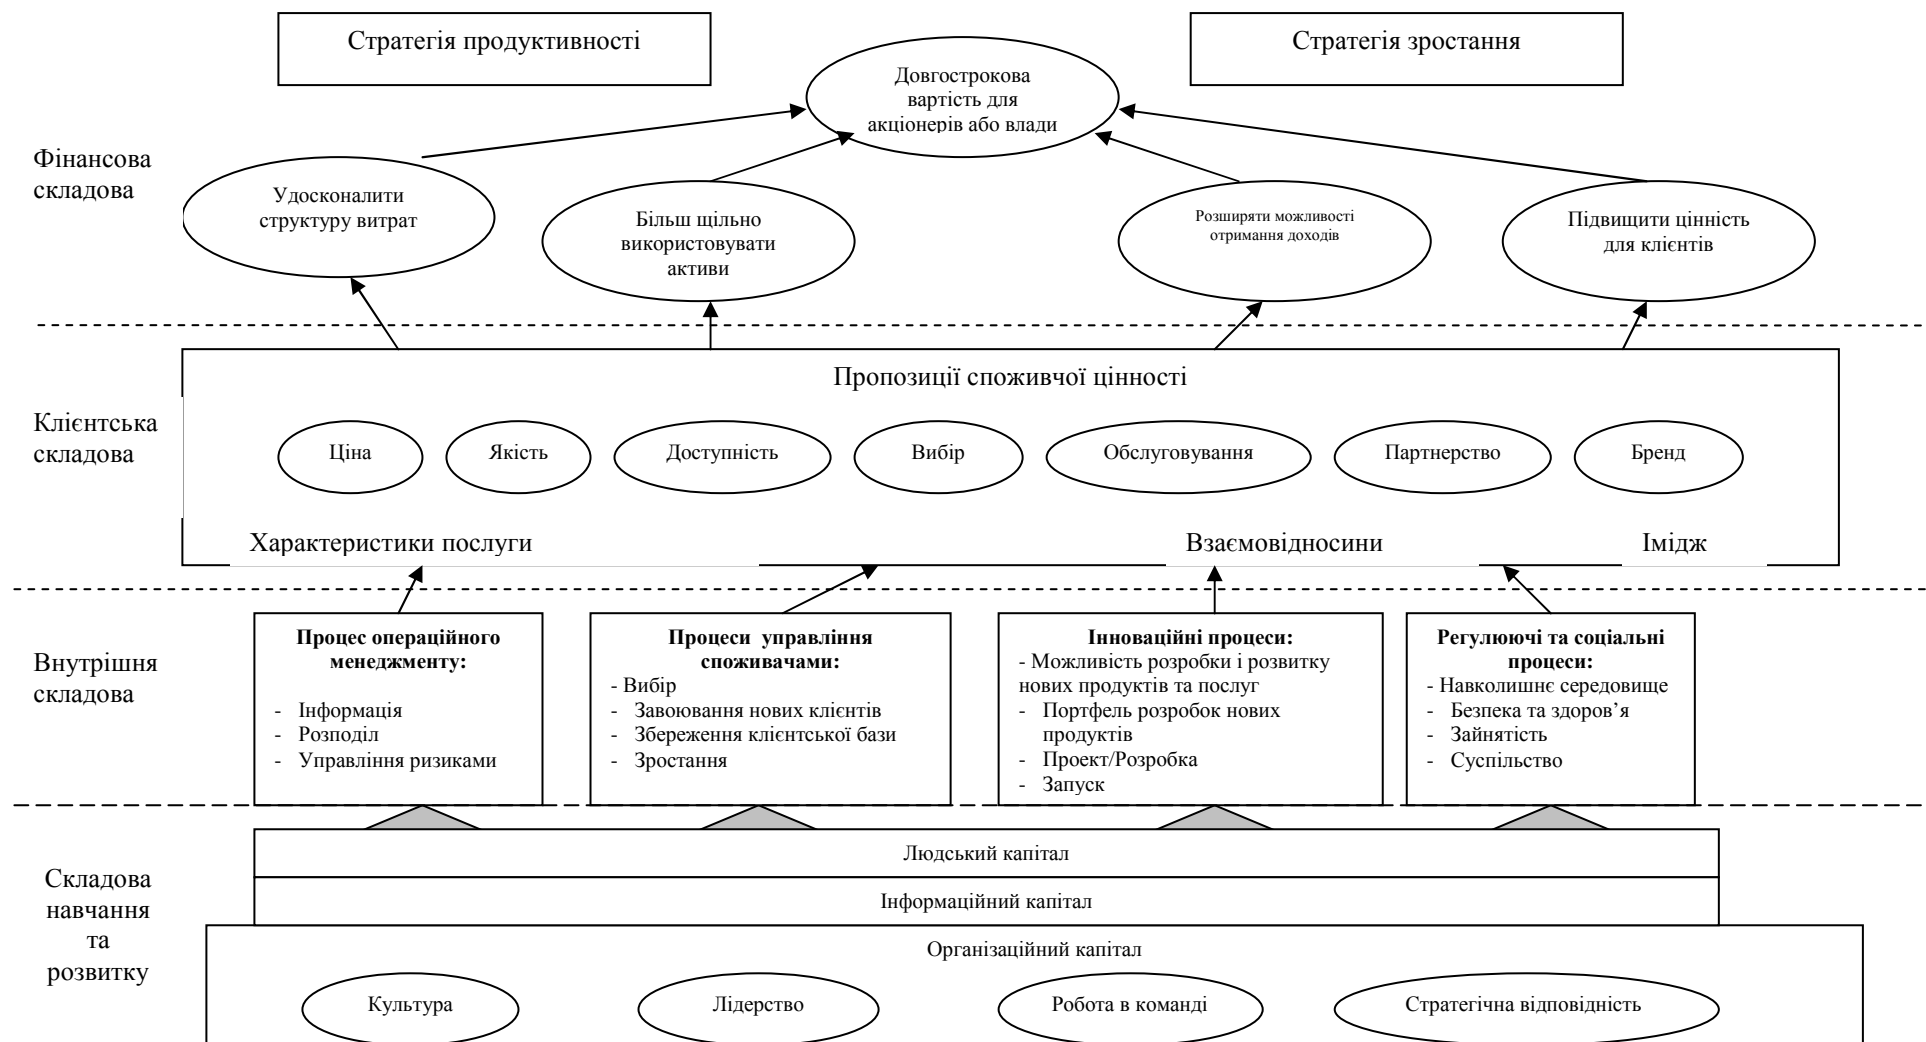 Стратегія продуктивності
Стратегія зростання
Довгострокова
вартість для
акціонерів або влади
Фінансова
складова
Удосконалити
структуру витрат
Більш щільно
використовувати
активи
Розширяти можливості
отримання доходів
Підвищити цінність
для клієнтів
Пропозиції споживчої цінності
Клієнтська
складова
Ціна
Якість
Доступність
Вибір
Обслуговування
Партнерство
Бренд
Характеристики послуги
Взаємовідносини
Імідж
Внутрішня
складова
Процес операційного
менеджменту:
- Інформація
- Розподіл
- Управління ризиками
Процеси управління
споживачами:
- Вибір
- Завоювання нових клієнтів
- Збереження клієнтської бази
- Зростання
Інноваційні процеси:
- Можливість розробки і розвитку
нових продуктів та послуг
- Портфель розробок нових
продуктів
- Проект/Розробка
- Запуск
Регулюючі та соціальні
процеси:
- Навколишнє середовище
- Безпека та здоров’я
- Зайнятість
- Суспільство
Складова
навчання
та
розвитку
Людський капітал
Інформаційний капітал
Організаційний капітал
Культура
Лідерство
Робота в команді
Стратегічна відповідність